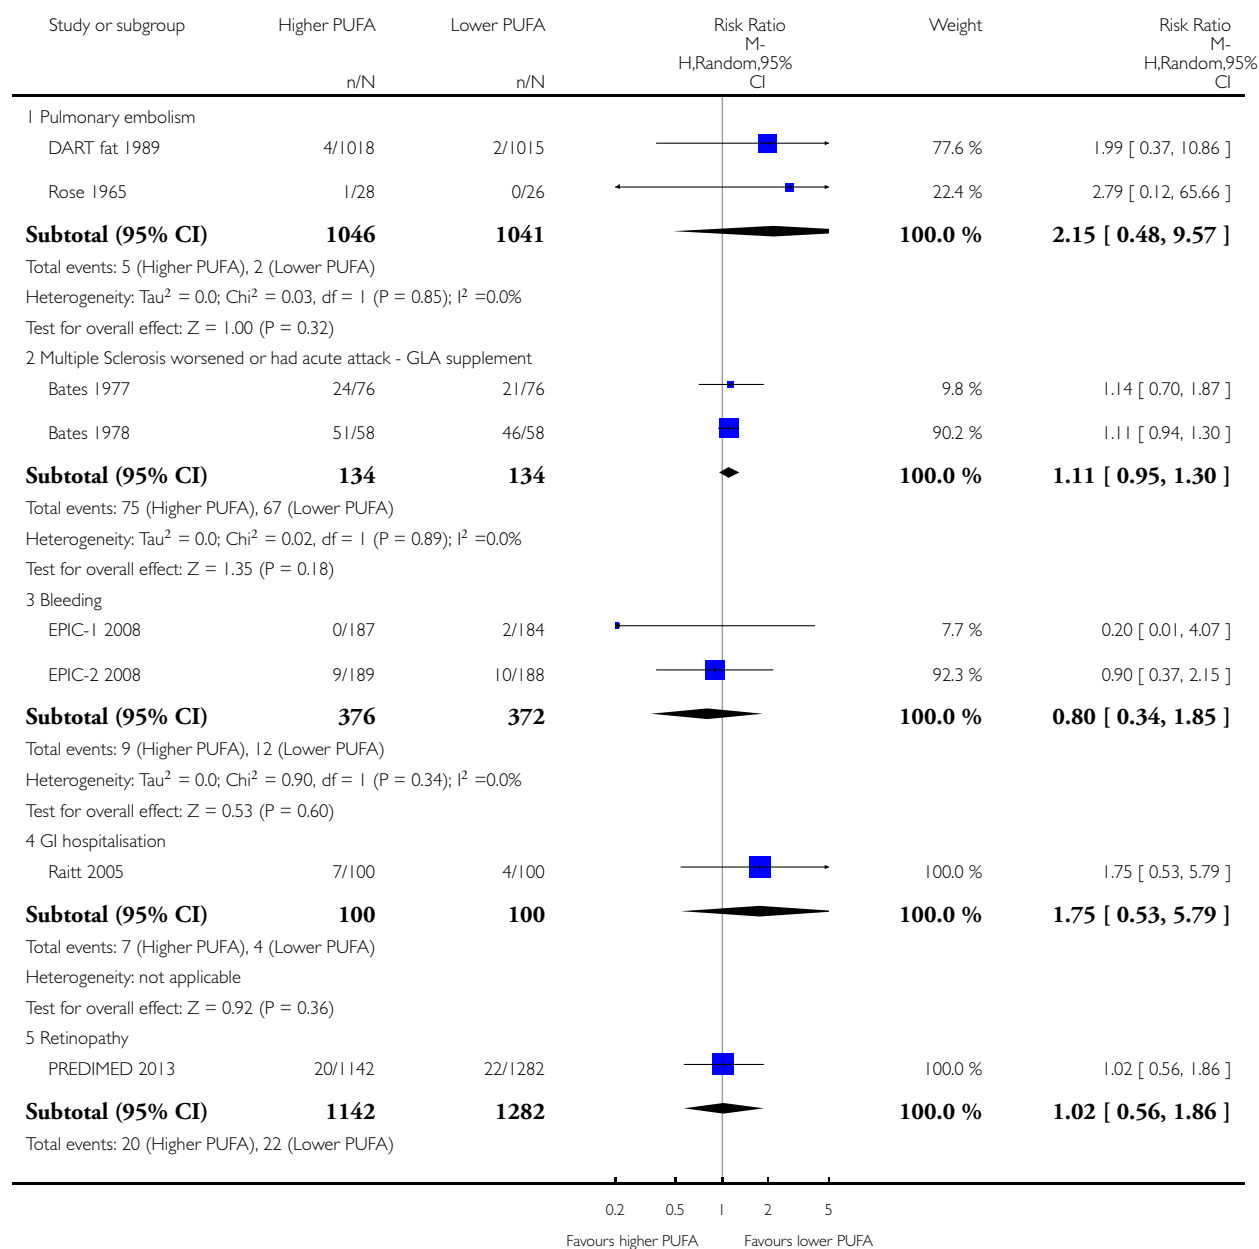 Study or subgroup Higher PUFA Lower PUFA Risk Ratio Weight Risk Ratio
M- M-
H,Random,95% H,Random,95%
n/N n/N CI CI
1 Pulmonary embolism
DART fat 1989 4/1018 2/1015 77.6 % 1.99 [ 0.37, 10.86 ]
Rose 1965 1/28 0/26 22.4 % 2.79 [ 0.12, 65.66 ]
Subtotal (95% CI) 1046 1041 100.0 % 2.15 [ 0.48, 9.57 ]
Total events: 5 (Higher PUFA), 2 (Lower PUFA)
Heterogeneity: Tau² = 0.0; Chi² = 0.03, df = 1 (P = 0.85); I² =0.0%
Test for overall effect: Z = 1.00 (P = 0.32)
2 Multiple Sclerosis worsened or had acute attack - GLA supplement
Bates 1977 24/76 21/76 9.8 % 1.14 [ 0.70, 1.87 ]
Bates 1978 51/58 46/58 90.2 % 1.11 [ 0.94, 1.30 ]
Subtotal (95% CI) 134 134 100.0 % 1.11 [ 0.95, 1.30 ]
Total events: 75 (Higher PUFA), 67 (Lower PUFA)
Heterogeneity: Tau² = 0.0; Chi² = 0.02, df = 1 (P = 0.89); I² =0.0%
Test for overall effect: Z = 1.35 (P = 0.18)
3 Bleeding
EPIC-1 2008 0/187 2/184 7.7 % 0.20 [ 0.01, 4.07 ]
EPIC-2 2008 9/189 10/188 92.3 % 0.90 [ 0.37, 2.15 ]
Subtotal (95% CI) 376 372 100.0 % 0.80 [ 0.34, 1.85 ]
Total events: 9 (Higher PUFA), 12 (Lower PUFA)
Heterogeneity: Tau² = 0.0; Chi² = 0.90, df = 1 (P = 0.34); I² =0.0%
Test for overall effect: Z = 0.53 (P = 0.60)
4 GI hospitalisation
Raitt 2005 7/100 4/100 100.0 % 1.75 [ 0.53, 5.79 ]
Subtotal (95% CI) 100 100 100.0 % 1.75 [ 0.53, 5.79 ]
Total events: 7 (Higher PUFA), 4 (Lower PUFA)
Heterogeneity: not applicable
Test for overall effect: Z = 0.92 (P = 0.36)
5 Retinopathy
PREDIMED 2013 20/1142 22/1282 100.0 % 1.02 [ 0.56, 1.86 ]
Subtotal (95% CI) 1142 1282 100.0 % 1.02 [ 0.56, 1.86 ]
Total events: 20 (Higher PUFA), 22 (Lower PUFA)
0.2 0.5 1 2 5
Favours higher PUFA Favours lower PUFA